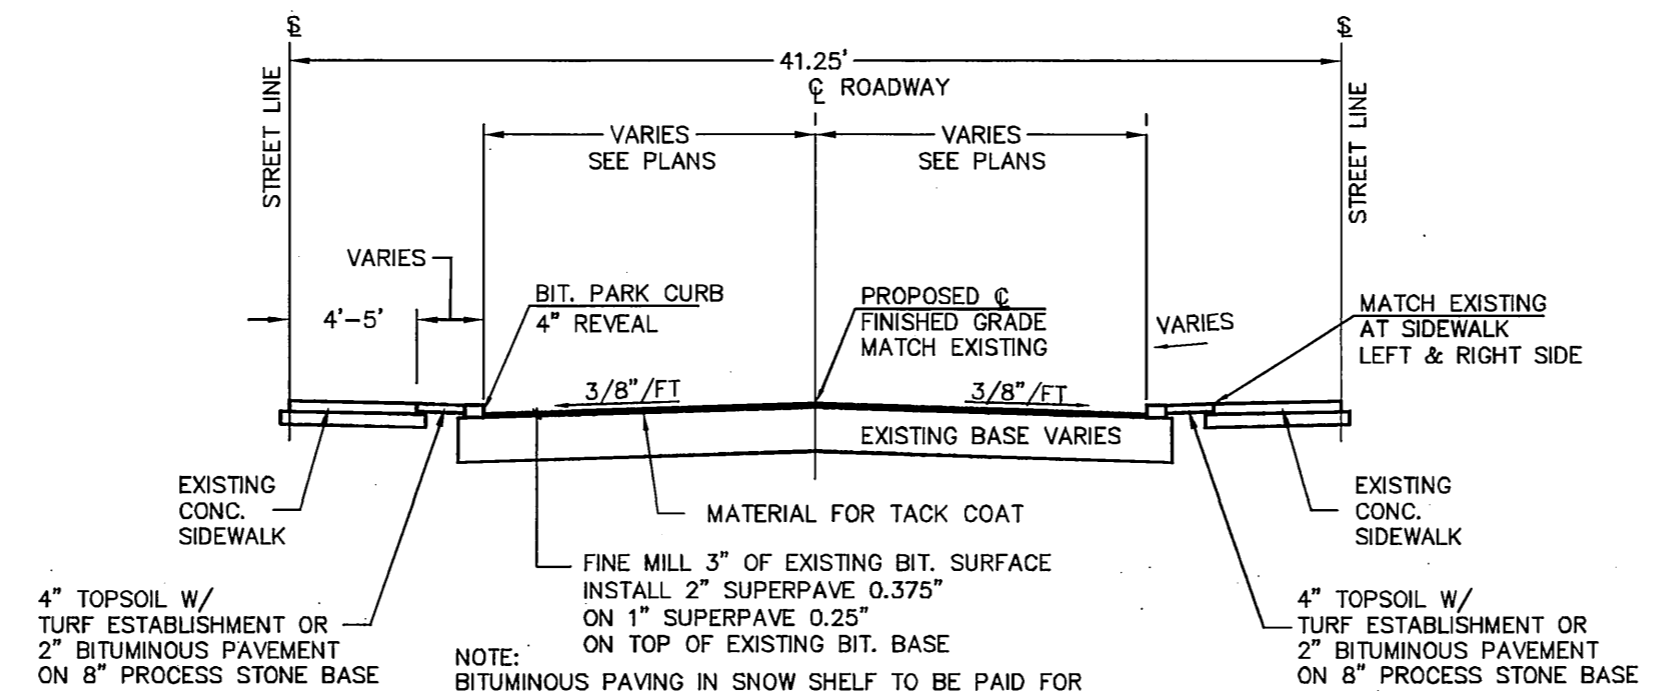 41.25'
℄ ROADWAY
STREET LINE
STREET LINE
VARIES
SEE PLANS
VARIES
SEE PLANS
VARIES
4'-5'
BIT. PARK CURB
4" REVEAL
PROPOSED ℄
FINISHED GRADE
MATCH EXISTING
VARIES
MATCH EXISTING
AT SIDEWALK
LEFT & RIGHT SIDE
3/8"/FT
3/8"/FT
EXISTING BASE VARIES
EXISTING
CONC.
SIDEWALK
MATERIAL FOR TACK COAT
EXISTING
CONC.
SIDEWALK
FINE MILL 3" OF EXISTING BIT. SURFACE
INSTALL 2" SUPERPAVE 0.375"
ON 1" SUPERPAVE 0.25"
ON TOP OF EXISTING BIT. BASE
4" TOPSOIL W/
TURF ESTABLISHMENT OR
2" BITUMINOUS PAVEMENT
ON 8" PROCESS STONE BASE
4" TOPSOIL W/
TURF ESTABLISHMENT OR
2" BITUMINOUS PAVEMENT
ON 8" PROCESS STONE BASE
NOTE:
BITUMINOUS PAVING IN SNOW SHELF TO BE PAID FOR